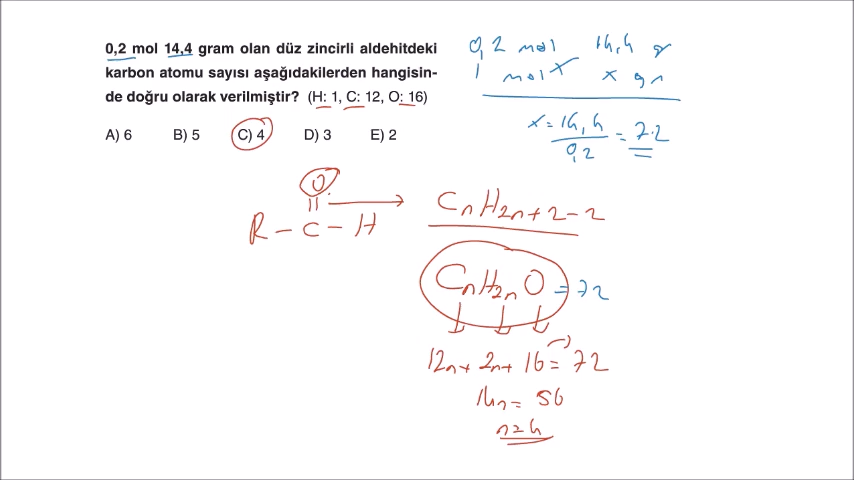 0,2 mol 14,4 gram olan düz zincirli aldehitdeki
karbon atomu sayısı aşağıdakilerden hangisin-
de doğru olarak verilmiştir? (H: 1, C: 12, O: 16)
A) 6 B) 5 C) 4 D) 3 E) 2
0,2 mol 14,4 gr
1 mol x gr
x = 14,4 / 0,2 = 72
O
R - C - H
CnH2n+2-2
CnH2nO = 72
12n + 2n + 16 = 72
14n = 56
n = 4